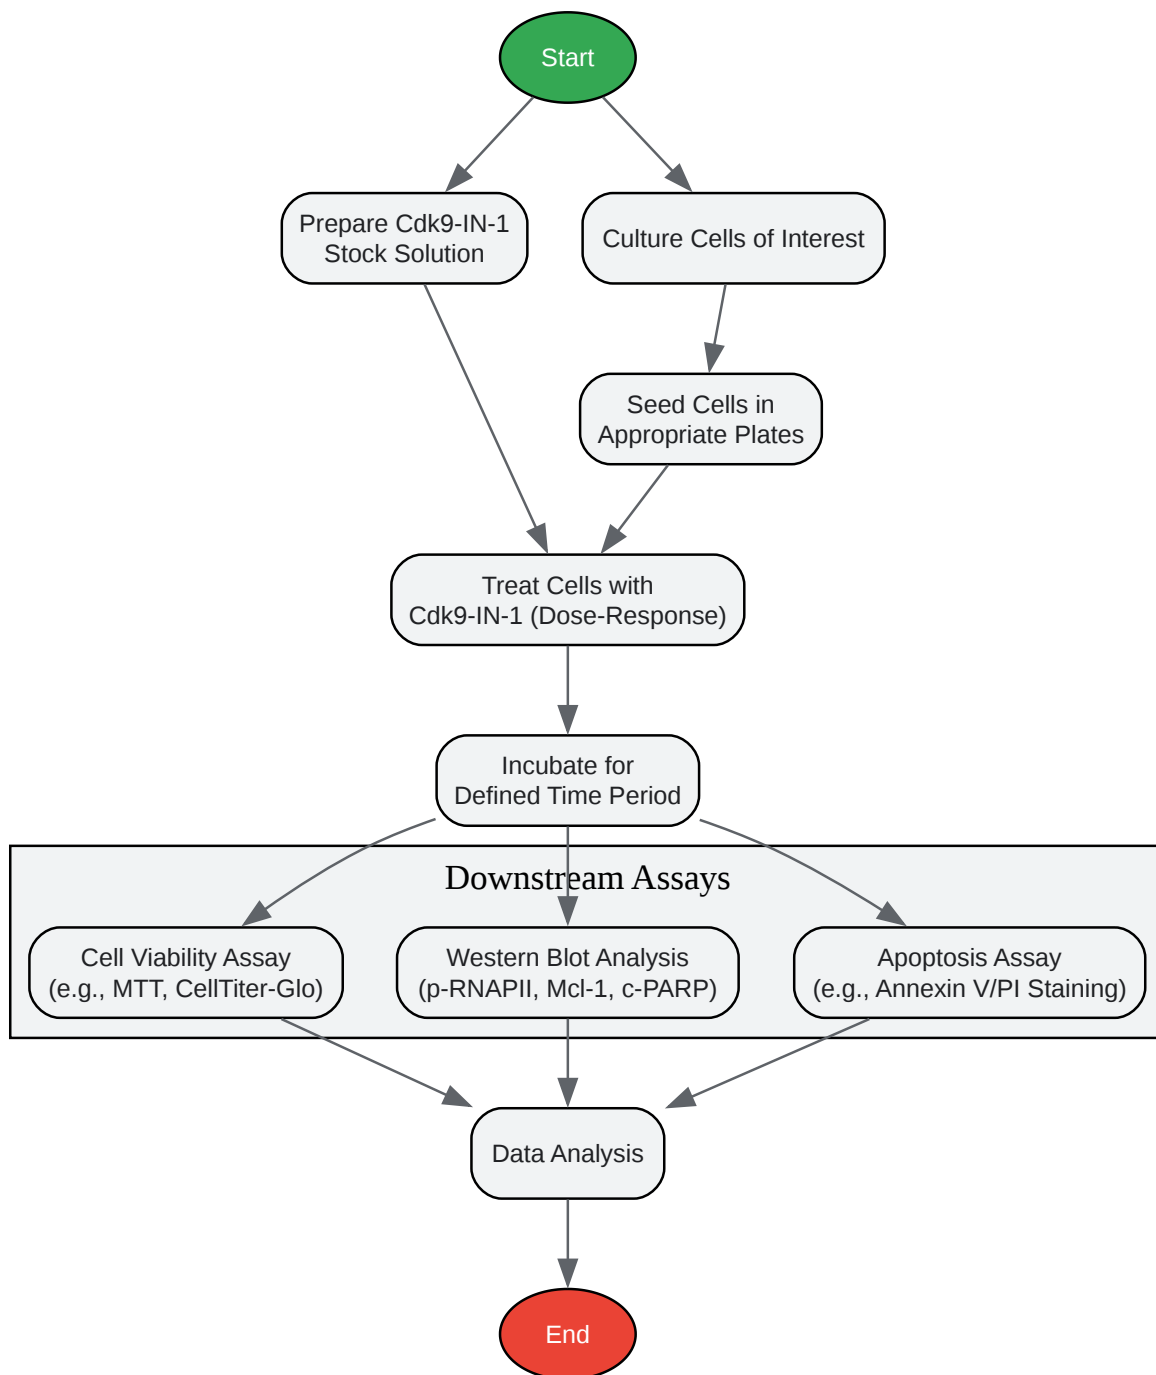 Start
Prepare Cdk9-IN-1
Stock Solution
Culture Cells of Interest
Seed Cells in
Appropriate Plates
Treat Cells with
Cdk9-IN-1 (Dose-Response)
Incubate for
Defined Time Period
Downstream Assays
Cell Viability Assay
(e.g., MTT, CellTiter-Glo)
Western Blot Analysis
(p-RNAPII, Mcl-1, c-PARP)
Apoptosis Assay
(e.g., Annexin V/PI Staining)
Data Analysis
End